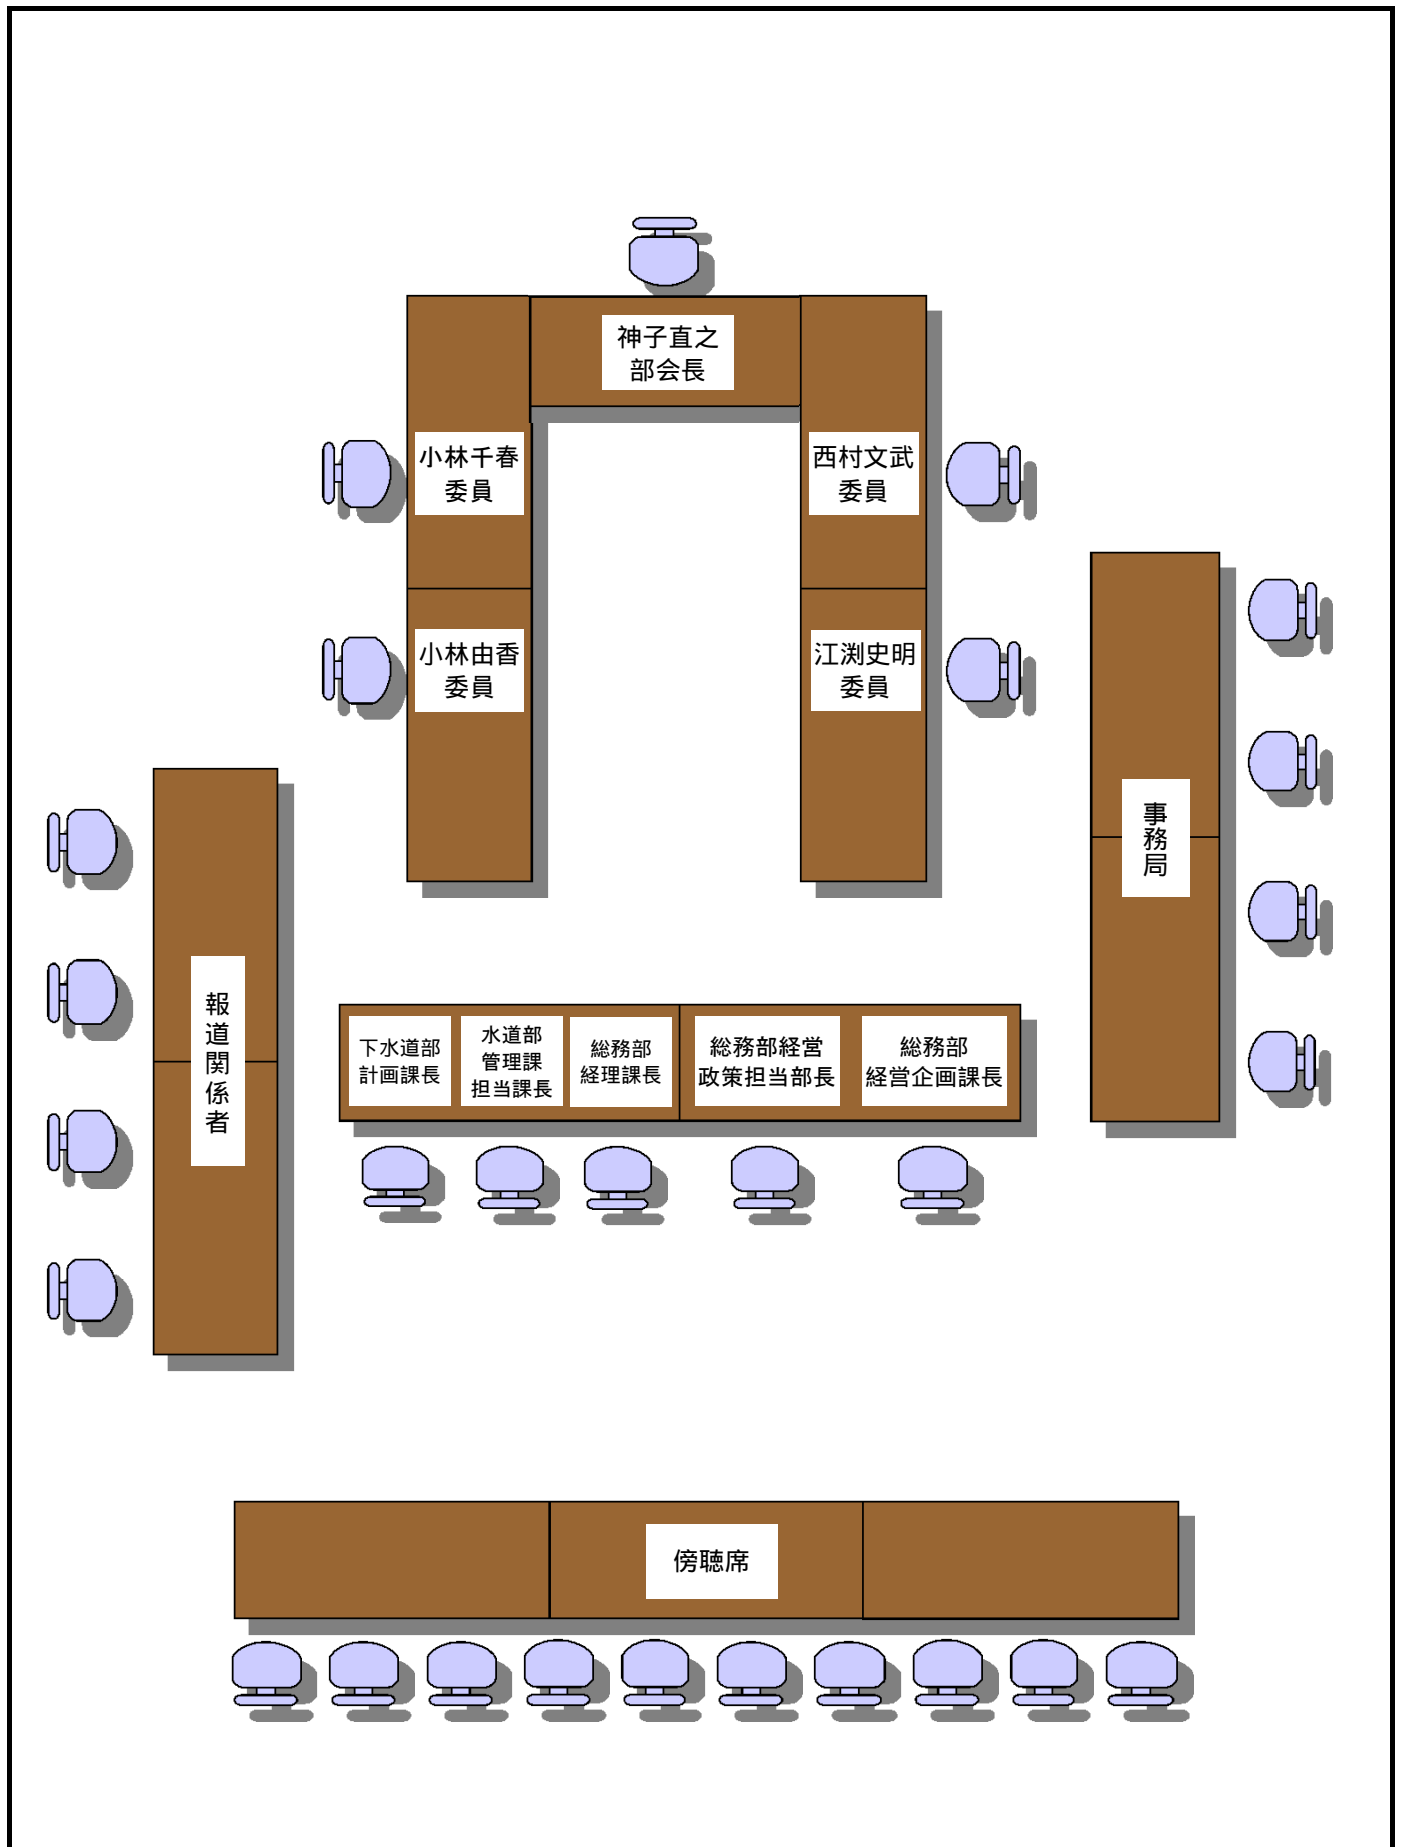 神子直之
部会長
小林千春
委員
西村文武
委員
小林由香
委員
江渕史明
委員
事務局
報道関係者
下水道部
計画課長
水道部
管理課
担当課長
総務部
経理課長
総務部経営
政策担当部長
総務部
経営企画課長
傍聴席